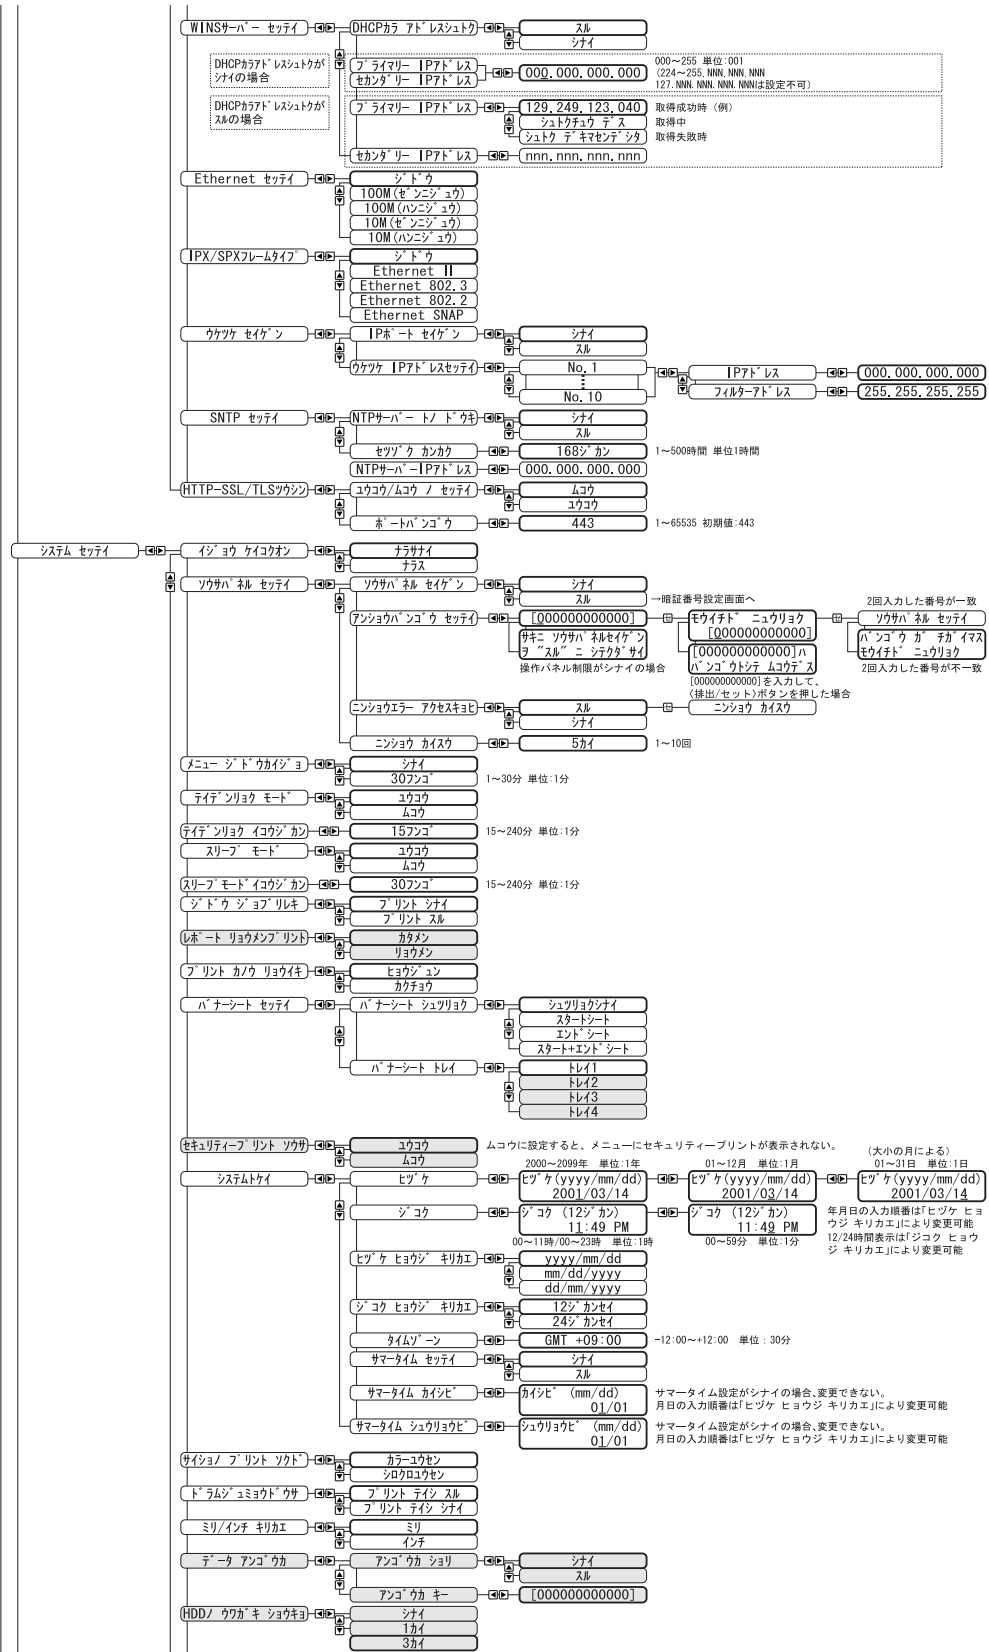 WINSサーバー セッテイ
DHCPカラ アドレスシュトク
スル
シナイ
DHCPカラアドレスシュトクが
シナイの場合
プライマリー IPアドレス
セカンダリー IPアドレス
000.000.000.000
000～255 単位:001
(224～255.NNN.NNN.NNN
127.NNN.NNN.NNN.NNNは設定不可)
DHCPカラアドレスシュトクが
スルの場合
プライマリー IPアドレス
129.249.123.040
取得成功時 (例)
シュトクチュウ デス
取得中
シュトク デキマセンデシタ
取得失敗時
セカンダリー IPアドレス
nnn.nnn.nnn.nnn
Ethernet セッテイ
ジドウ
100M(ゼンニジュウ)
100M(ハンニジュウ)
10M(ゼンニジュウ)
10M(ハンニジュウ)
IPX/SPXフレームタイプ
ジドウ
Ethernet II
Ethernet 802.3
Ethernet 802.2
Ethernet SNAP
ウケツケ セイゲン
IPポート セイゲン
シナイ
スル
ウケツケ IPアドレスセッテイ
No. 1
No. 10
IPアドレス
000.000.000.000
フィルターアドレス
255.255.255.255
SNTP セッテイ
NTPサーバー トノ ドウキ
シナイ
スル
セツゾク カンカク
168ジカン
1～500時間 単位1時間
NTPサーバーIPアドレス
000.000.000.000
HTTP-SSL/TLSツウシン
ユウコウ/ムコウ ノ セッテイ
ムコウ
ユウコウ
ポートバンゴウ
443
1～65535 初期値:443
システム セッテイ
イジョウ ケイコクオン
ナラサナイ
ナラス
ソウサパネル セッテイ
ソウサパネル セイゲン
シナイ
スル
→暗証番号設定画面へ
アンショウバンゴウ セッテイ
[000000000000]
サキニ ソウサパネルセイゲン
ヲ "スル" ニ シテクダサイ
操作パネル制限がシナイの場合
モウイチド ニュウリョク
[000000000000]
[000000000000]ハ
バンゴウトシテ ムコウデス
[000000000000]を入力して、
〈排出/セット〉ボタンを押した場合
2回入力した番号が一致
ソウサパネル セッテイ
バンゴウ ガ チガイマス
モウイチド ニュウリョク
2回入力した番号が不一致
ニンショウエラー アクセスキョヒ
スル
シナイ
ニンショウ カイスウ
ニンショウ カイスウ
5カイ
1～10回
メニュー ジドウカイジョ
シナイ
30フンゴ
1～30分 単位:1分
テイデンリョク モード
ユウコウ
ムコウ
テイデンリョク イコウジカン
15フンゴ
15～240分 単位:1分
スリープ モード
ユウコウ
ムコウ
スリープモードイコウジカン
30フンゴ
15～240分 単位:1分
ジドウ ジョブリレキ
プリント シナイ
プリント スル
レポート リョウメンプリント
カタメン
リョウメン
プリント カノウ リョウイキ
ヒョウジュン
カクチョウ
バナーシート セッテイ
バナーシート シュツリョク
シュツリョクシナイ
スタートシート
エンドシート
スタート+エンドシート
バナーシート トレイ
トレイ1
トレイ2
トレイ3
トレイ4
セキュリティープリント ソウサ
ユウコウ
ムコウ
ムコウに設定すると、メニューにセキュリティープリントが表示されない。
システムトケイ
ヒヅケ
2000～2099年 単位:1年
ヒヅケ(yyyy/mm/dd)
2001/03/14
01～12月 単位:1月
ヒヅケ(yyyy/mm/dd)
2001/03/14
(大小の月による)
01～31日 単位:1日
ヒヅケ(yyyy/mm/dd)
2001/03/14
ジコク
ジコク (12ジカン)
11:49 PM
00～11時/00～23時 単位:1時
ジコク (12ジカン)
11:49 PM
00～59分 単位:1分
年月日の入力順番は「ヒヅケ ヒョ
ウジ キリカエ」により変更可能
12/24時間表示は「ジコク ヒョウ
ジ キリカエ」により変更可能
ヒヅケ ヒョウジ キリカエ
yyyy/mm/dd
mm/dd/yyyy
dd/mm/yyyy
ジコク ヒョウジ キリカエ
12ジカンセイ
24ジカンセイ
タイムゾーン
GMT +09:00
-12:00～+12:00 単位：30分
サマータイム セッテイ
シナイ
スル
サマータイム カイシビ
カイシビ (mm/dd)
01/01
サマータイム設定がシナイの場合、変更できない。
月日の入力順番は「ヒヅケ ヒョウジ キリカエ」により変更可能
サマータイム シュウリョウビ
シュウリョウビ (mm/dd)
01/01
サマータイム設定がシナイの場合、変更できない。
月日の入力順番は「ヒヅケ ヒョウジ キリカエ」により変更可能
サイショノ プリント ソクド
カラーユウセン
シロクロユウセン
ドラムジュミョウドウサ
プリント テイシ スル
プリント テイシ シナイ
ミリ/インチ キリカエ
ミリ
インチ
データ アンゴウカ
アンゴウカ ショリ
シナイ
スル
アンゴウカ キー
[000000000000]
HDDノ ウワガキ ショウキョ
シナイ
1カイ
3カイ